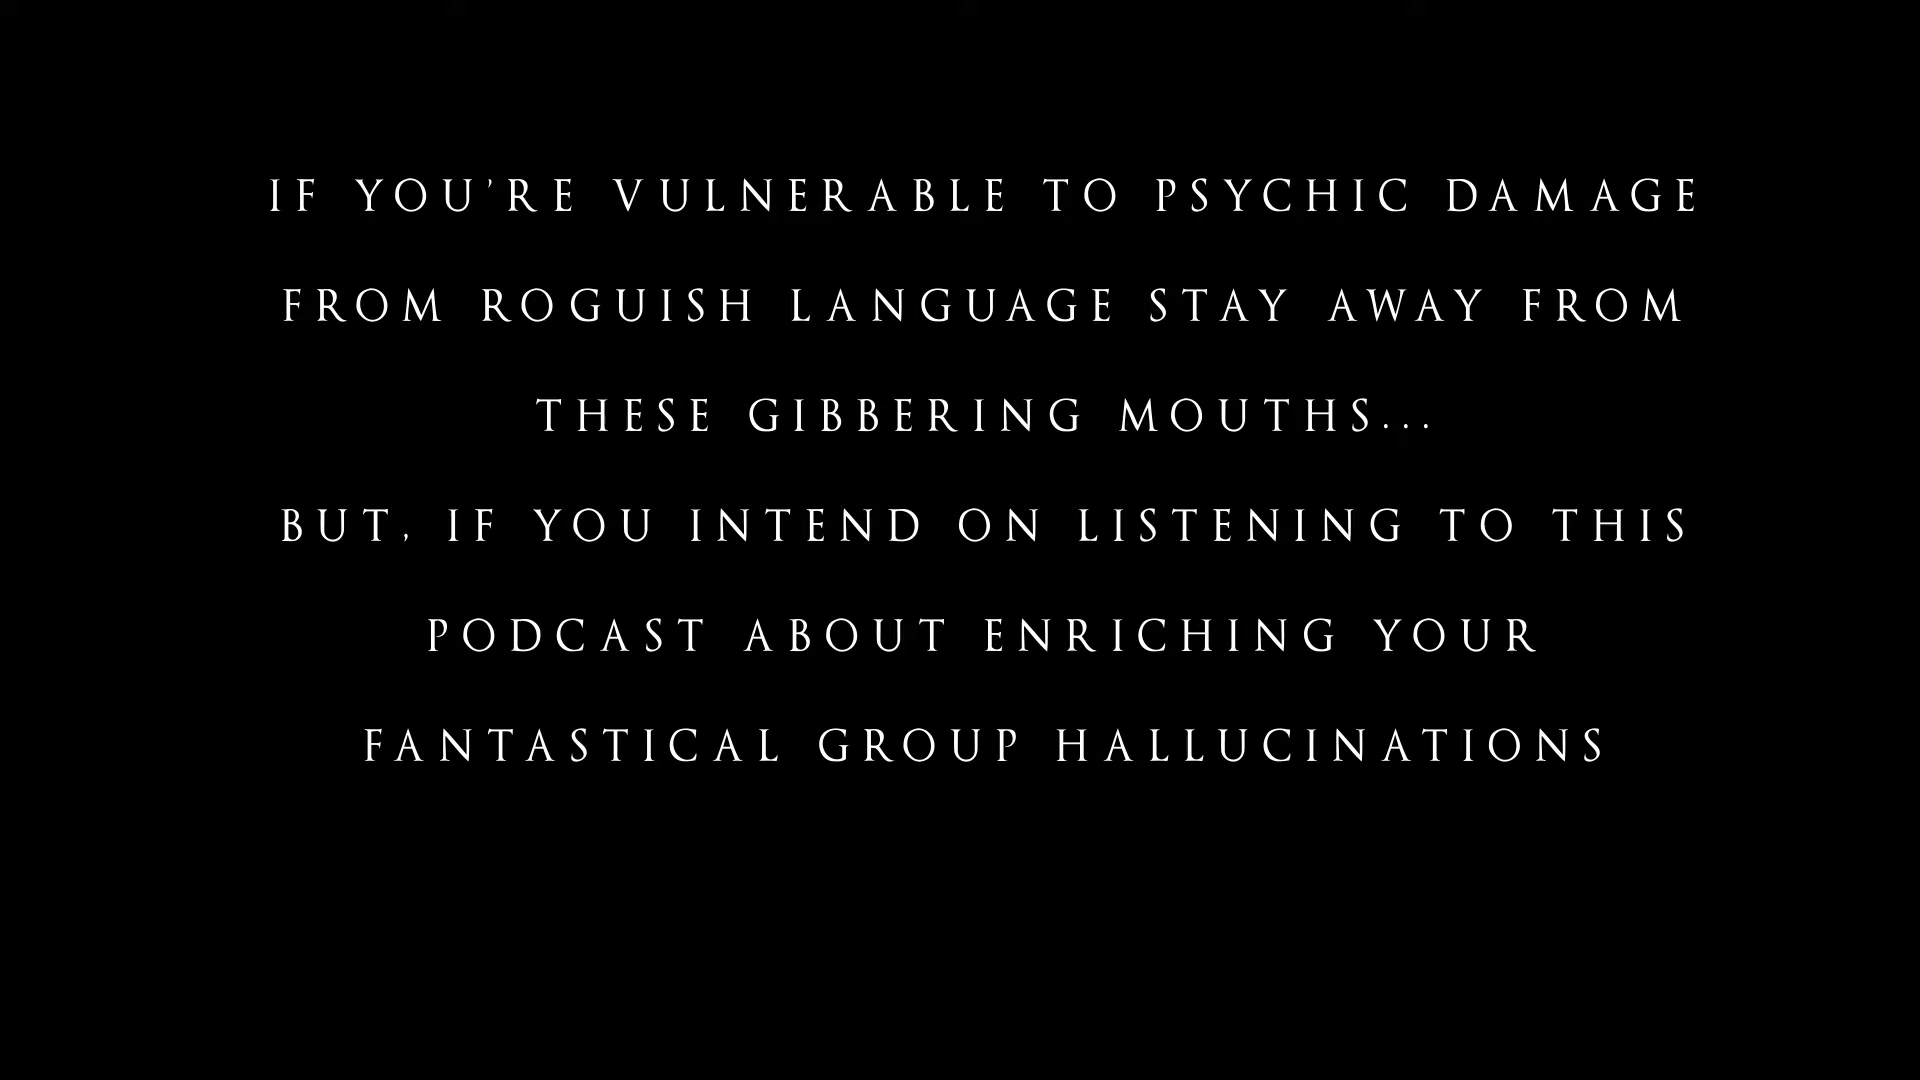 IF YOU'RE VULNERABLE TO PSYCHIC DAMAGE
FROM ROGUISH LANGUAGE STAY AWAY FROM
THESE GIBBERING MOUTHS...
BUT, IF YOU INTEND ON LISTENING TO THIS
PODCAST ABOUT ENRICHING YOUR
FANTASTICAL GROUP HALLUCINATIONS